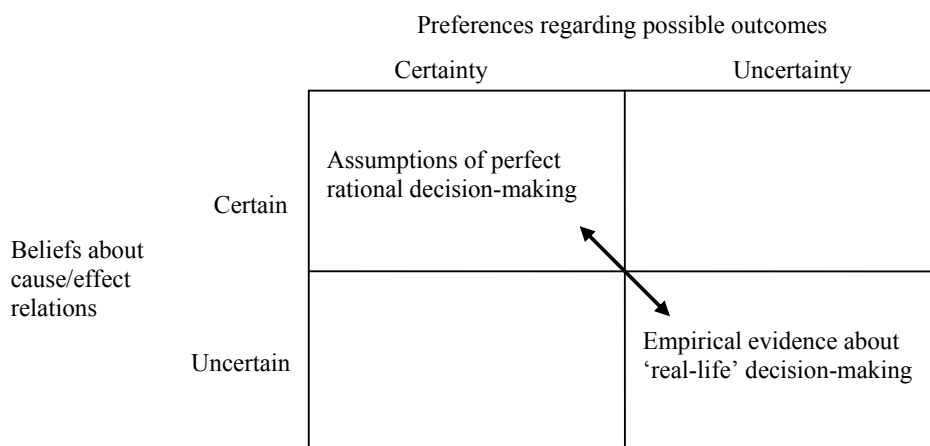 Preferences regarding possible outcomes
Certainty
Uncertainty
Assumptions of perfect
rational decision-making
Certain
Beliefs about
cause/effect
relations
Empirical evidence about
‘real-life’ decision-making
Uncertain